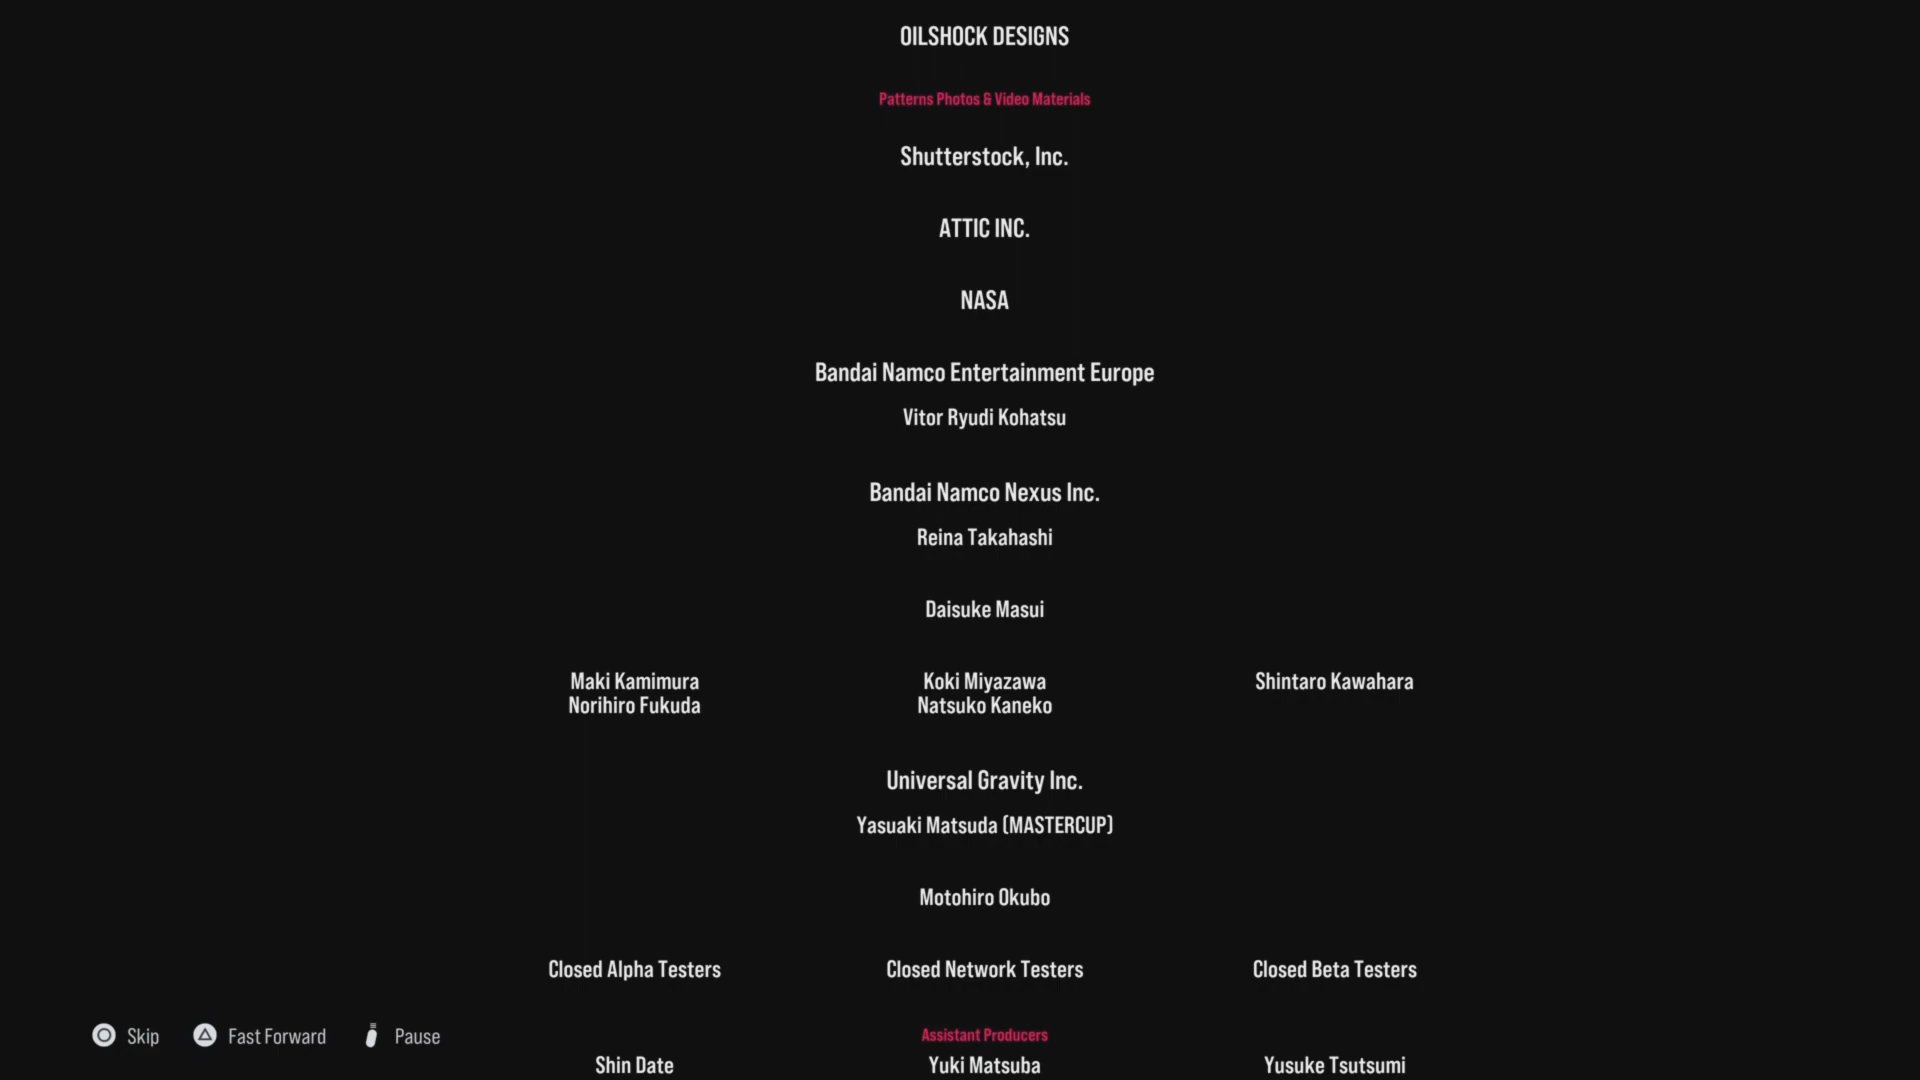 OILSHOCK DESIGNS
Patterns Photos & Video Materials
Shutterstock, Inc.
ATTIC INC.
NASA
Bandai Namco Entertainment Europe
Vitor Ryudi Kohatsu
Bandai Namco Nexus Inc.
Reina Takahashi
Daisuke Masui
Maki Kamimura Koki Miyazawa Shintaro Kawahara
Norihiro Fukuda Natsuko Kaneko
Universal Gravity Inc.
Yasuaki Matsuda (MASTERCUP)
Motohiro Okubo
Closed Alpha Testers Closed Network Testers Closed Beta Testers
Skip Fast Forward Pause
Assistant Producers
Shin Date Yuki Matsuba Yusuke Tsutsumi